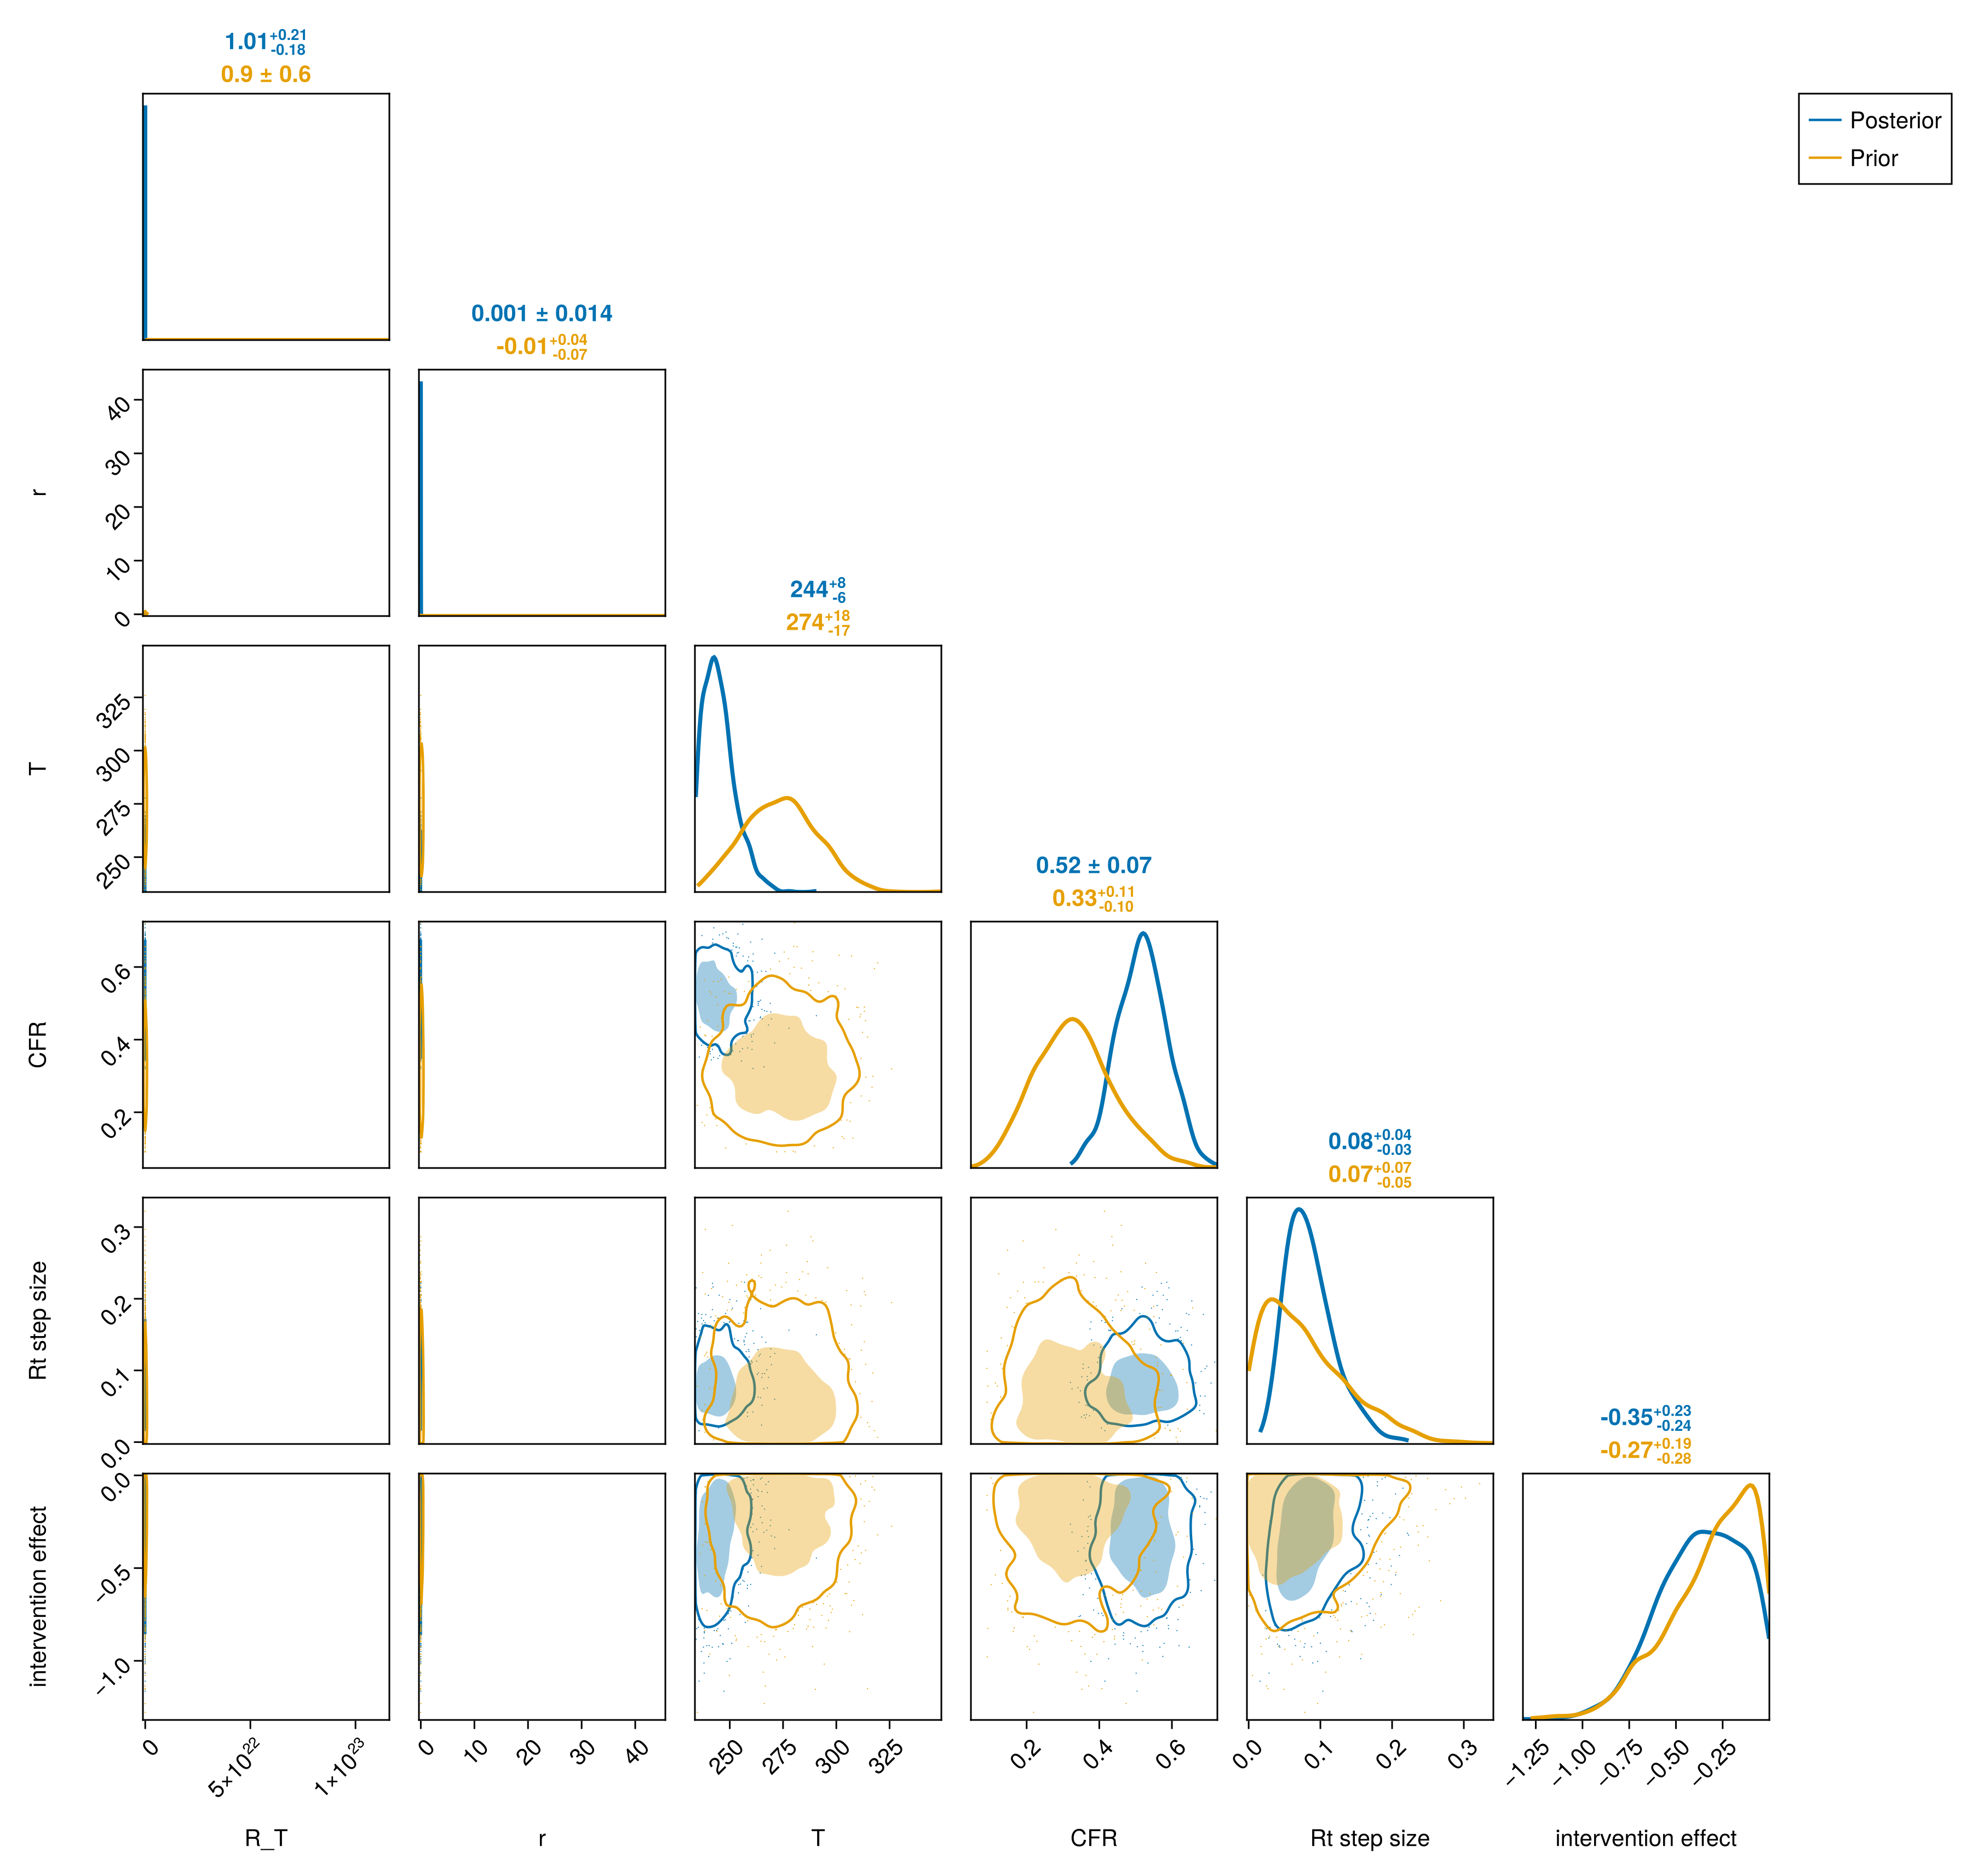 1.01+0.21-0.18
0.9 ± 0.6
Posterior
Prior
0.001 ± 0.014
-0.01+0.04-0.07
r
40
30
20
10
0
244+8-6
274+18-17
T
325
300
275
250
0.52 ± 0.07
0.33+0.11-0.10
CFR
0.6
0.4
0.2
0.08+0.04-0.03
0.07+0.07-0.05
Rt step size
0.3
0.2
0.1
0.0
-0.35+0.23-0.24
-0.27+0.19-0.28
intervention effect
0.0
−0.5
−1.0
0 5×10²² 1×10²³
0 10 20 30 40
250 275 300 325
0.2 0.4 0.6
0.0 0.1 0.2 0.3
−1.25 −1.00 −0.75 −0.50 −0.25
R_T r T CFR Rt step size intervention effect